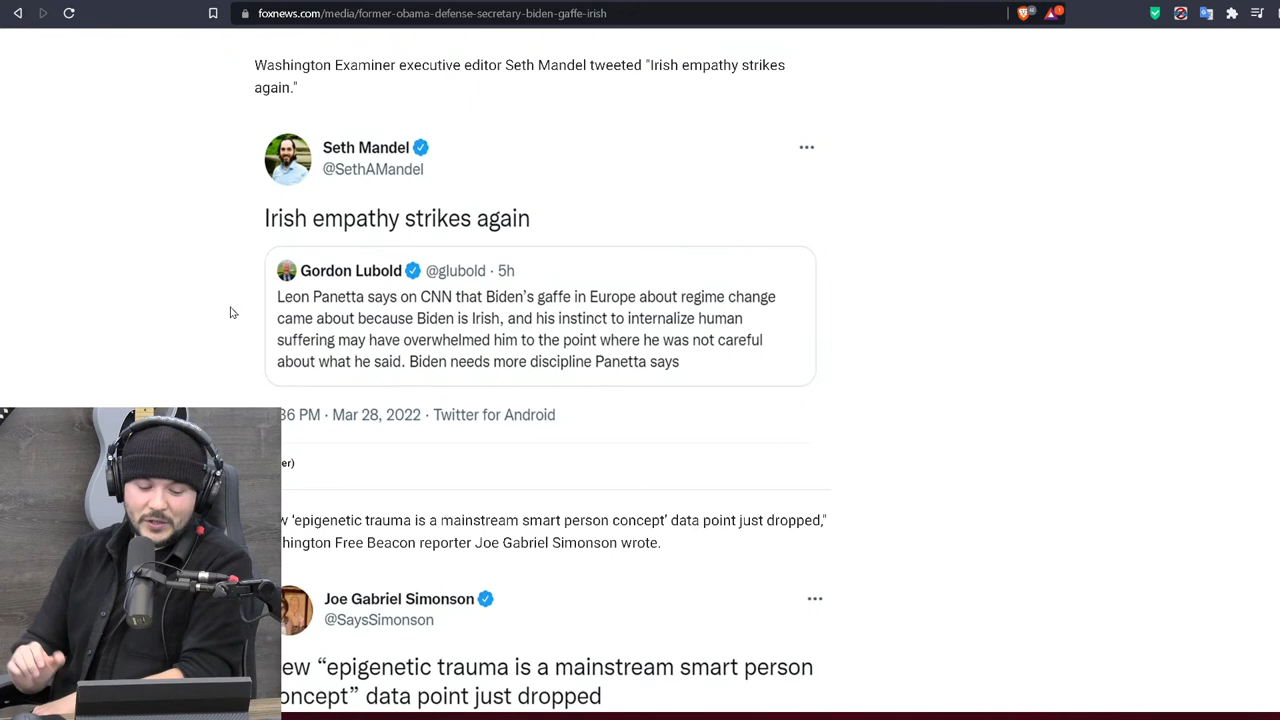 foxnews.com/media/former-obama-defense-secretary-biden-gaffe-irish
Washington Examiner executive editor Seth Mandel tweeted "Irish empathy strikes
again."
Seth Mandel
@SethAMandel
Irish empathy strikes again
Gordon Lubold @glubold · 5h
Leon Panetta says on CNN that Biden’s gaffe in Europe about regime change
came about because Biden is Irish, and his instinct to internalize human
suffering may have overwhelmed him to the point where he was not careful
about what he said. Biden needs more discipline Panetta says
36 PM · Mar 28, 2022 · Twitter for Android
er)
w ‘epigenetic trauma is a mainstream smart person concept’ data point just dropped,"
hington Free Beacon reporter Joe Gabriel Simonson wrote.
Joe Gabriel Simonson
@SaysSimonson
ew “epigenetic trauma is a mainstream smart person
oncept” data point just dropped